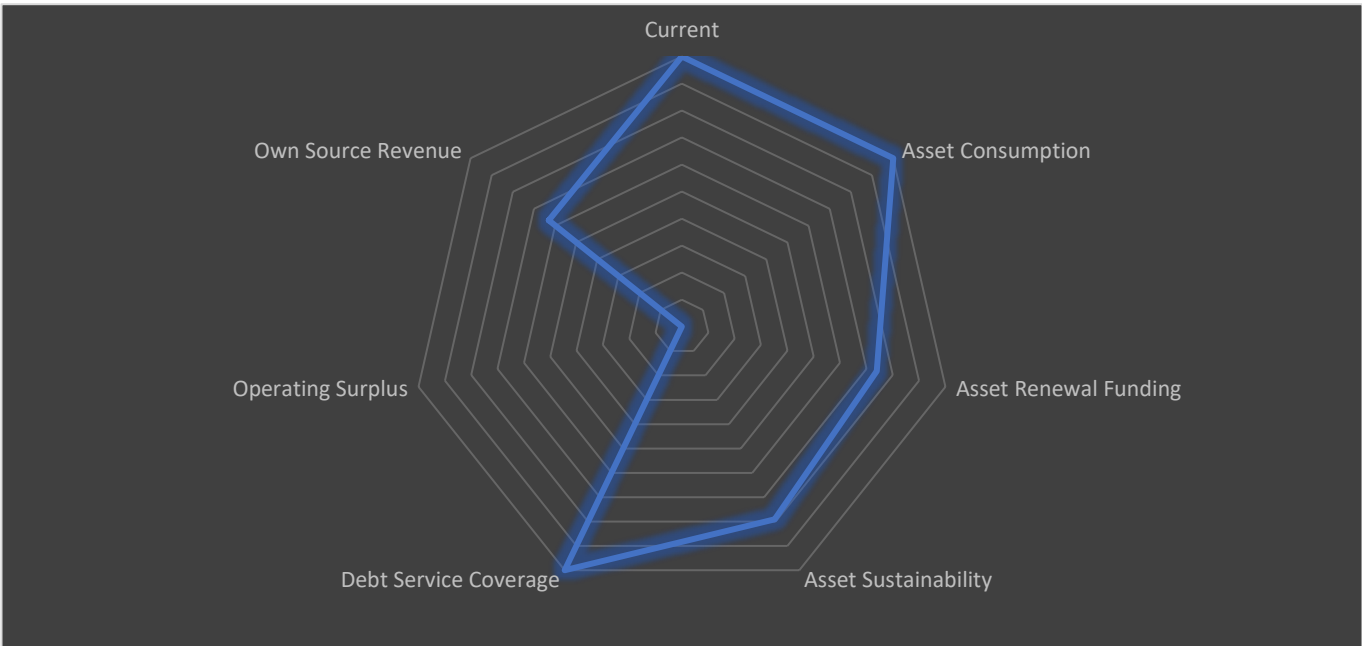 Current
Own Source Revenue
Asset Consumption
Operating Surplus
Asset Renewal Funding
Debt Service Coverage
Asset Sustainability